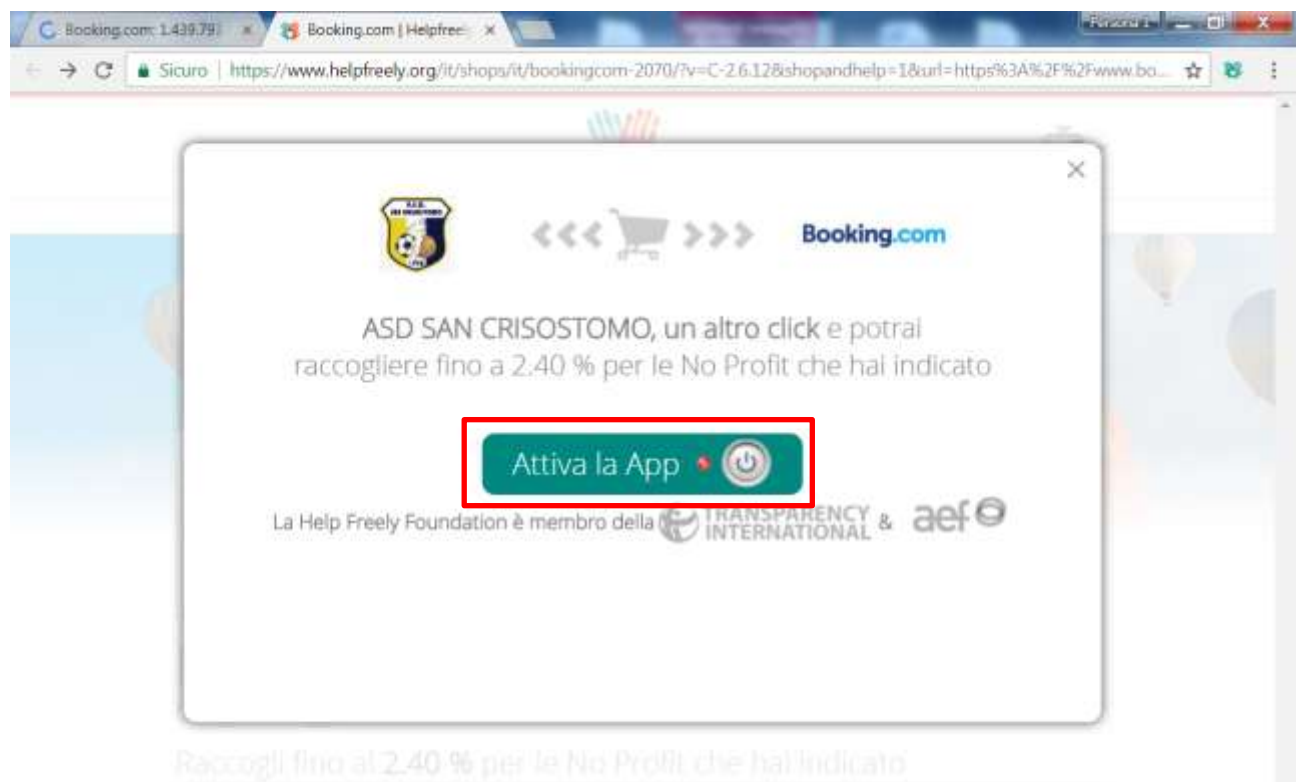 Booking.com: 1.439.79
Booking.com | Helpfree
Persona 1
Sicuro | https://www.helpfreely.org/it/shops/it/bookingcom-2070/?v=C-2.6.12&shopandhelp=1&url=https%3A%2F%2Fwww.bo...
Booking.com
ASD SAN CRISOSTOMO, un altro click e potrai
raccogliere fino a 2.40 % per le No Profit che hai indicato
Attiva la App
La Help Freely Foundation è membro della TRANSPARENCY INTERNATIONAL & aef
Raccogli fino al 2.40 % per le No Profit che hai indicato